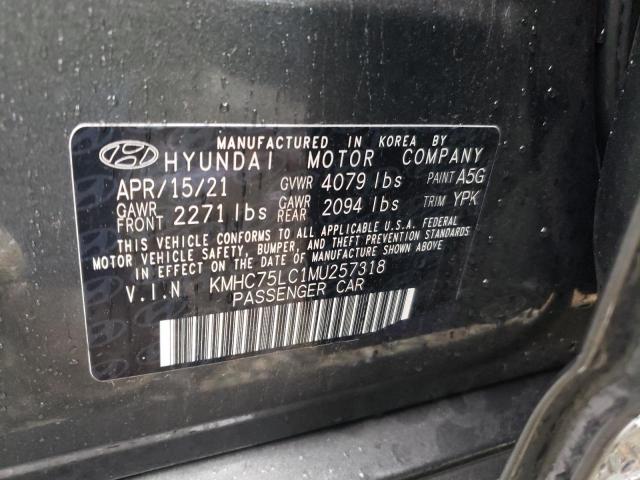 MANUFACTURED IN KOREA BY
HYUNDAI MOTOR COMPANY
APR/15/21 GVWR 4079 lbs PAINT A5G
GAWR FRONT 2271 lbs GAWR REAR 2094 lbs TRIM YPK
THIS VEHICLE CONFORMS TO ALL APPLICABLE U.S.A. FEDERAL
MOTOR VEHICLE SAFETY, BUMPER, AND THEFT PREVENTION STANDARDS
IN EFFECT ON THE DATE OF MANUFACTURE SHOWN ABOVE.
V.I.N KMHC75LC1MU257318
PASSENGER CAR